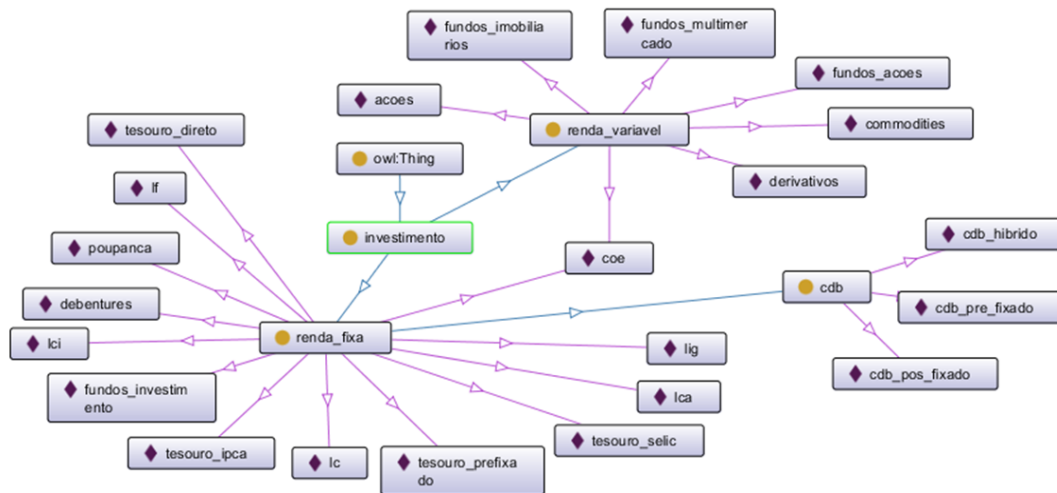 fundos_imobilia
rios
fundos_multimer
cado
fundos_acoes
acoes
commodities
tesouro_direto
renda_variavel
owl:Thing
derivativos
lf
investimento
cdb_hibrido
poupanca
coe
cdb
debentures
cdb_pre_fixado
lci
renda_fixa
lig
cdb_pos_fixado
fundos_investim
ento
lca
tesouro_selic
tesouro_ipca
lc
tesouro_prefixa
do